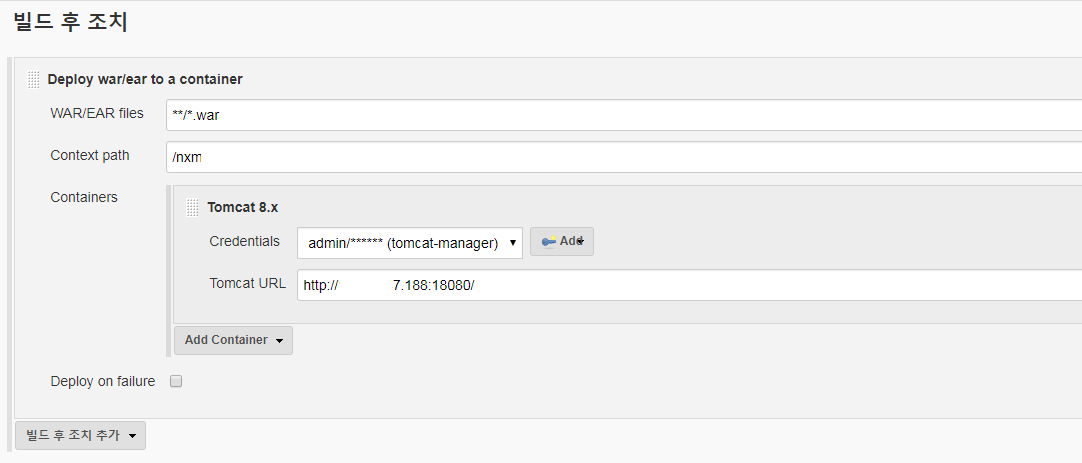 빌드 후 조치
Deploy war/ear to a container
WAR/EAR files
**/*.war
Context path
/nxm
Containers
Tomcat 8.x
Credentials
admin/****** (tomcat-manager)
Add
Tomcat URL
http:// 7.188:18080/
Add Container
Deploy on failure
빌드 후 조치 추가